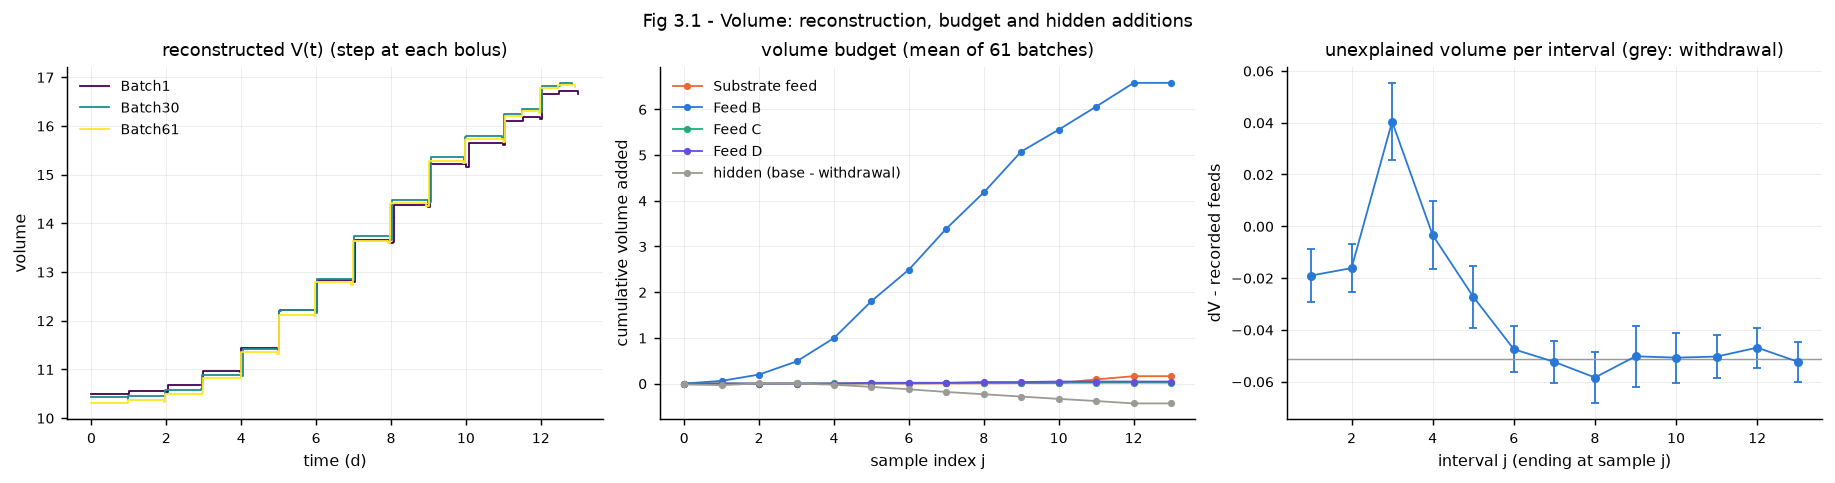 Fig 3.1 - Volume: reconstruction, budget and hidden additions
reconstructed V(t) (step at each bolus)
volume
17
16
15
14
13
12
11
10
Batch1
Batch30
Batch61
0
2
4
6
8
10
12
time (d)
volume budget (mean of 61 batches)
cumulative volume added
6
5
4
3
2
1
0
Substrate feed
Feed B
Feed C
Feed D
hidden (base - withdrawal)
0
2
4
6
8
10
12
sample index j
unexplained volume per interval (grey: withdrawal)
dV - recorded feeds
0.06
0.04
0.02
0.00
−0.02
−0.04
−0.06
2
4
6
8
10
12
interval j (ending at sample j)